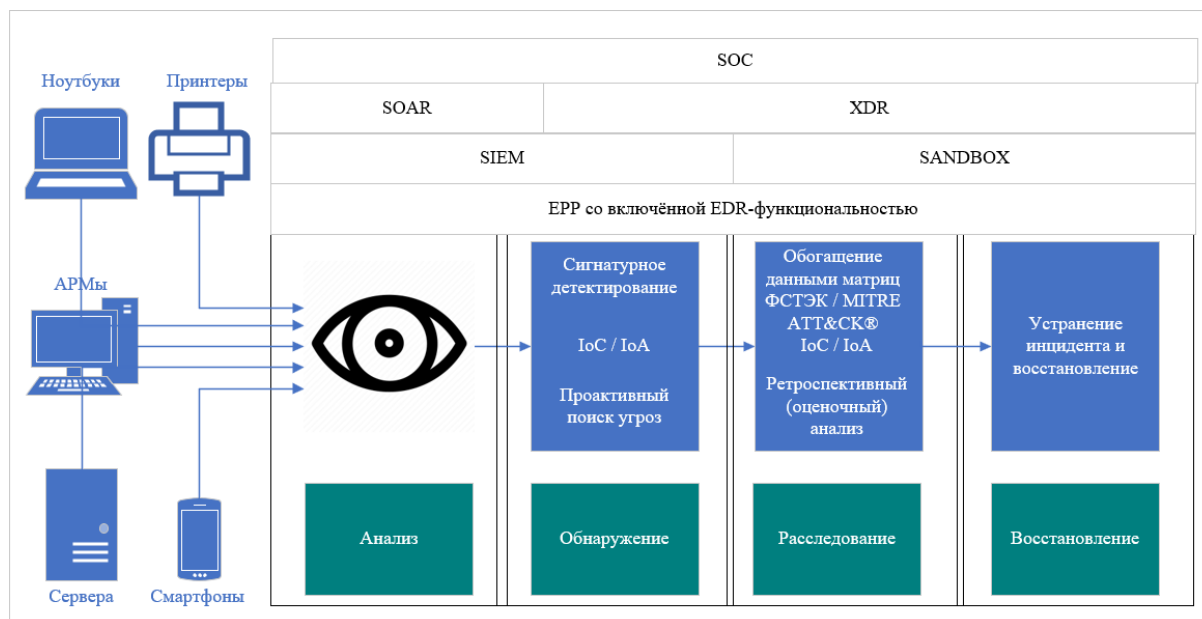 SOC
Ноутбуки
Принтеры
SOAR
XDR
SIEM
SANDBOX
EPP со включённой EDR-функциональностью
АРМы
Сигнатурное
детектирование
IoC / IoA
Проактивный
поиск угроз
Обогащение
данными матриц
ФСТЭК / MITRE
ATT&CK®
IoC / IoA
Ретроспективный
(оценочный)
анализ
Устранение
инцидента и
восстановление
Анализ
Обнаружение
Расследование
Восстановление
Сервера
Смартфоны